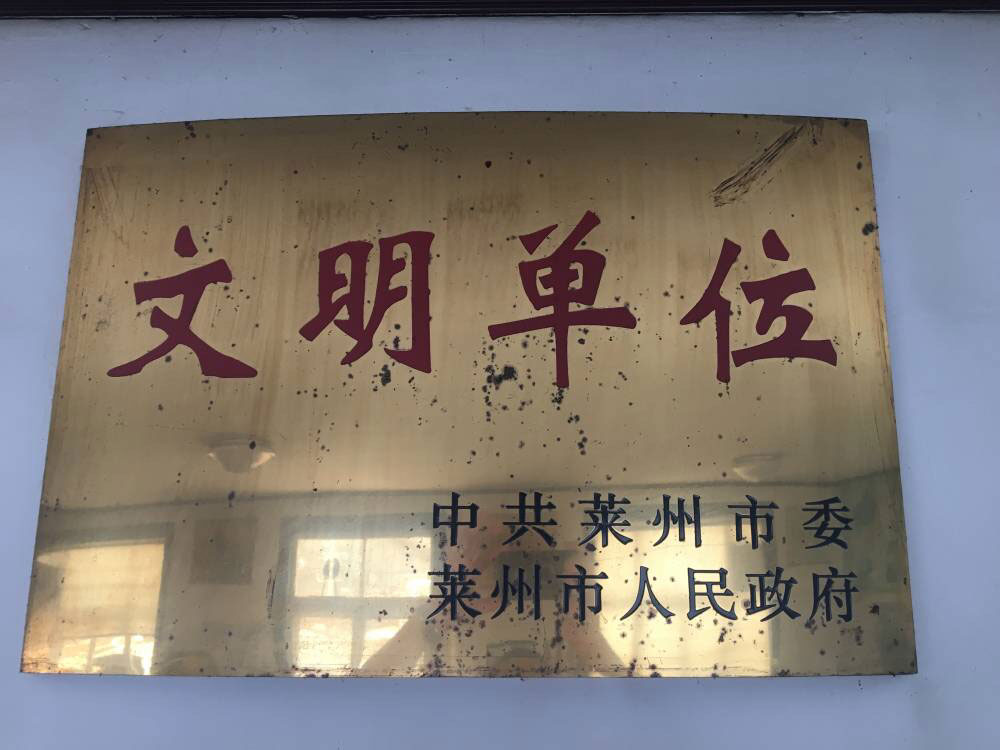 文明单位
中共莱州市委
莱州市人民政府